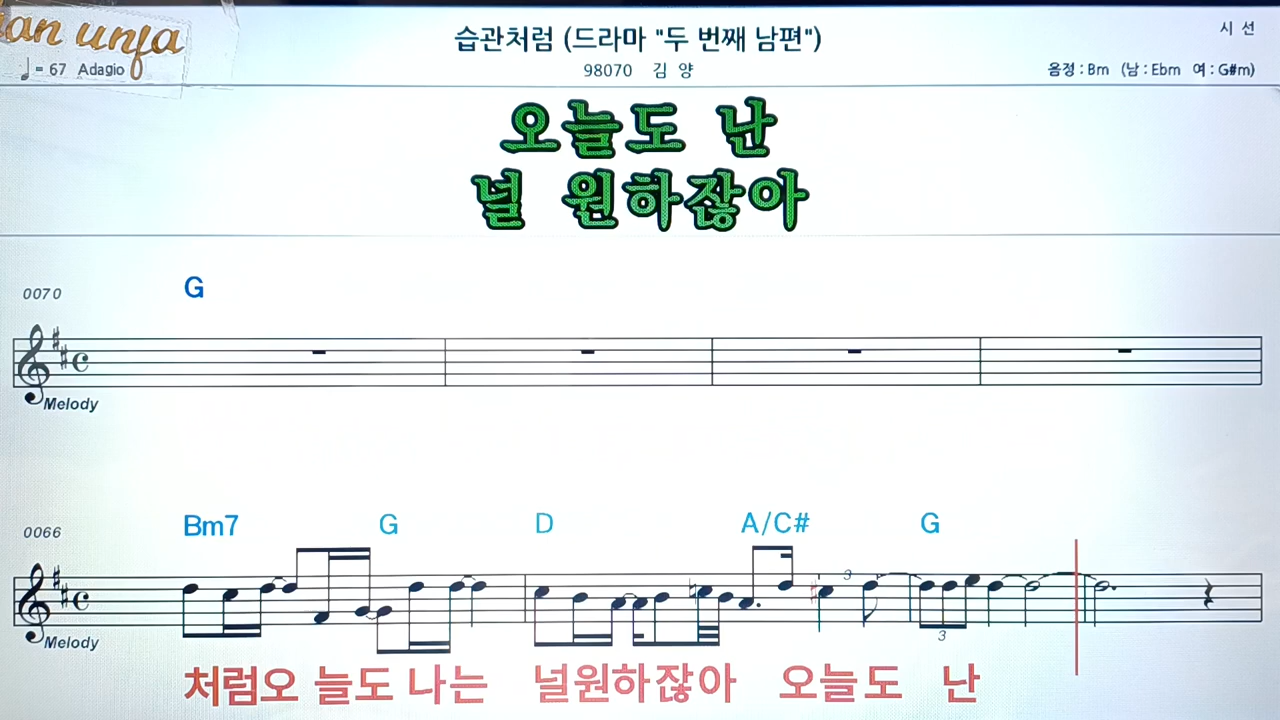 습관처럼 (드라마 "두 번째 남편")
시 선
♩= 67 Adagio
98070 김 양
음정 : Bm (남 : Ebm 여 : G#m)
오늘도 난
널 원하잖아
0070
G
Melody
0066
Bm7 G D A/C# G
3
3
Melody
처럼오 늘도 나는 널원하잖아 오늘도 난